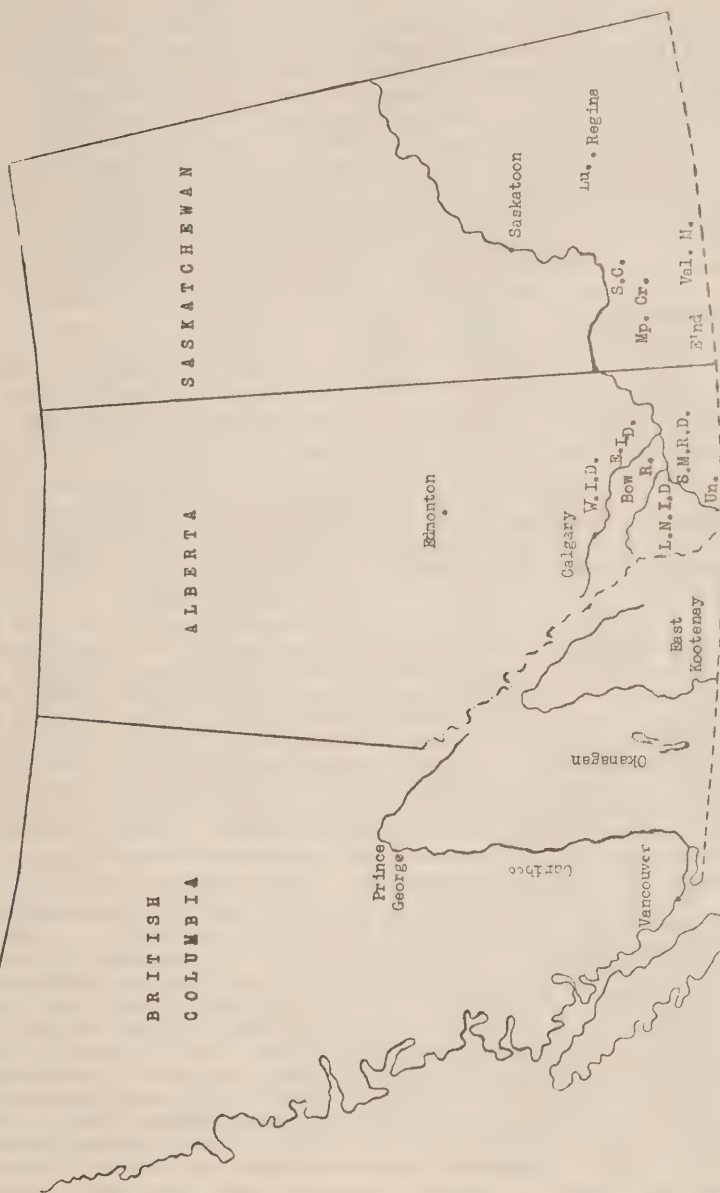 BRITISH
COLUMBIA
ALBERTA
SASKATCHEWAN
Prince
George
Cariboo
Vancouver
Okanagan
East
Kootenay
Edmonton
Calgary
W.I.D.
E.I.D.
Bow
R.
L.N.I.D.
S.M.R.D.
Un.
Saskatoon
Lu.
Regina
S.C.
Mp. Cr.
E'nd
Val. M.